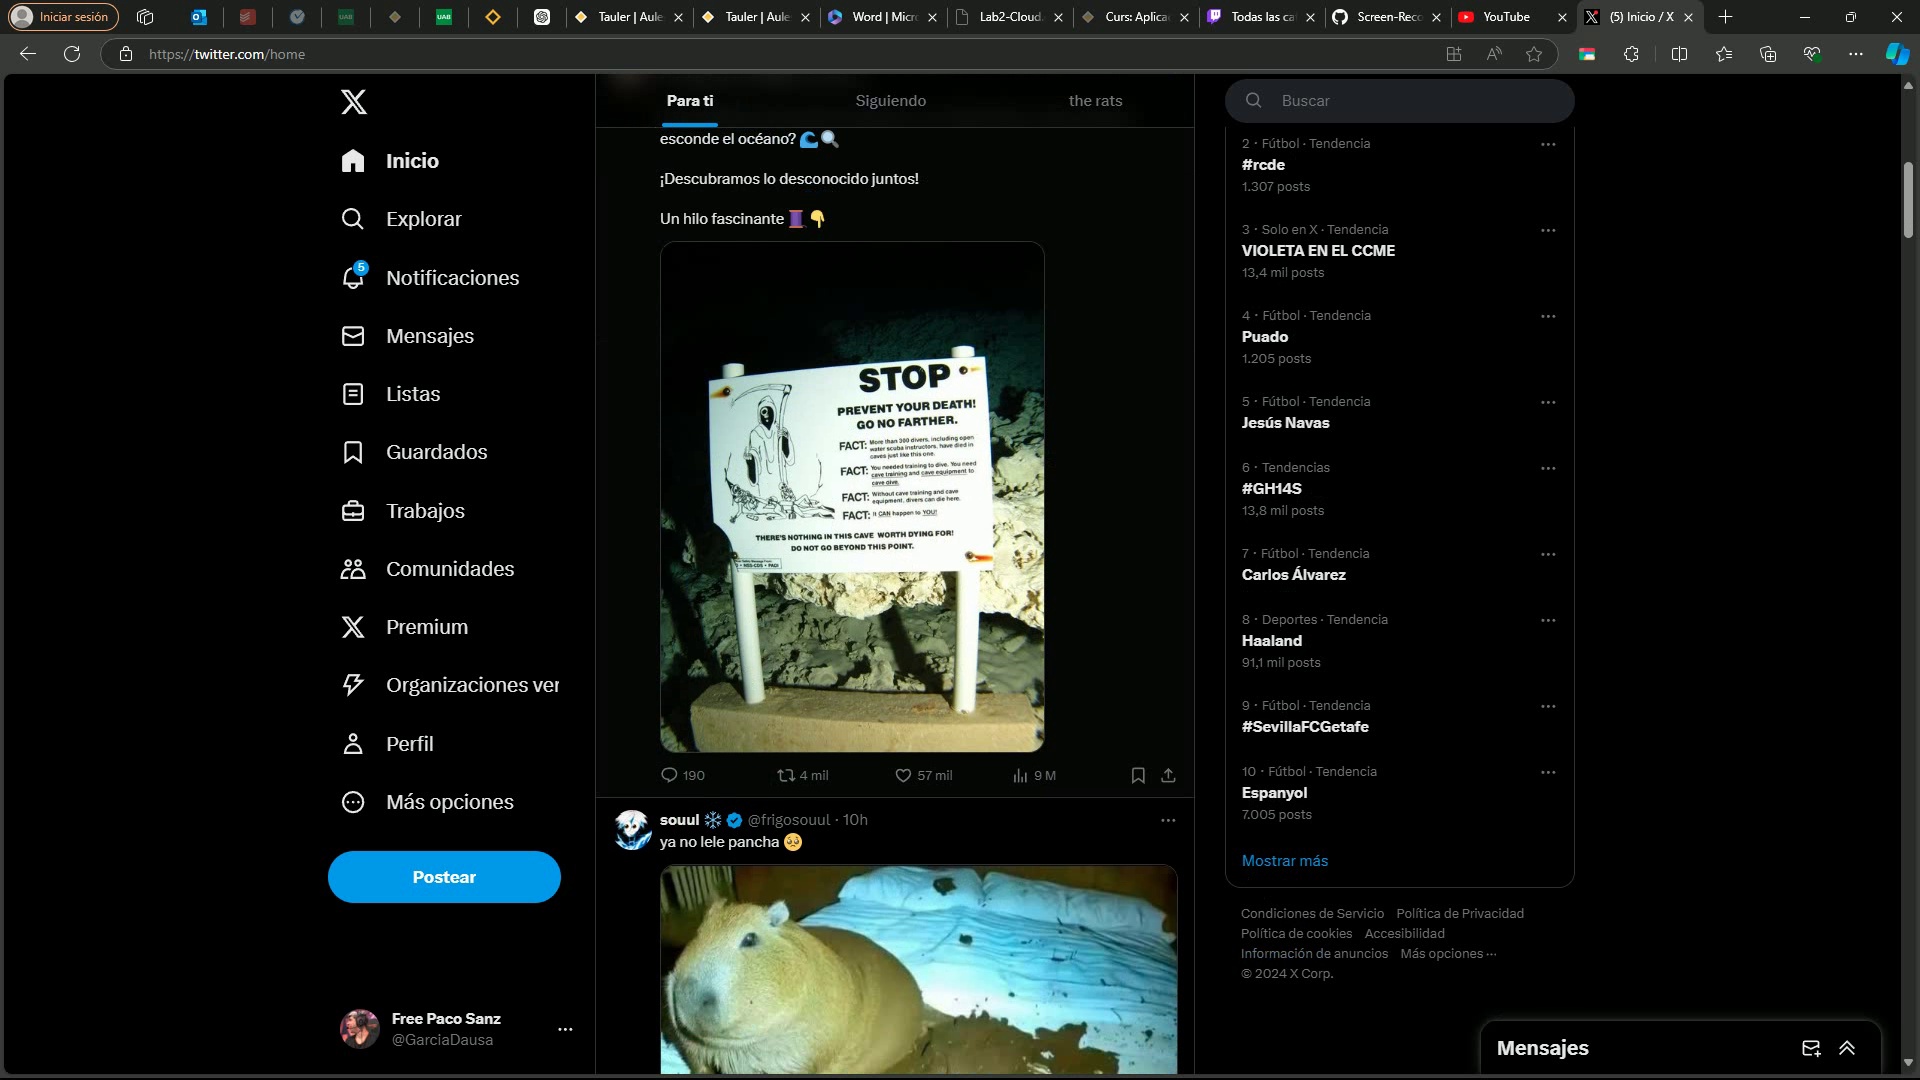 Iniciar sesión
Tauler | Aule
Tauler | Aule
Word | Micr
Lab2-Cloud
Curs: Aplica
Todas las ca
Screen-Reco
YouTube
(5) Inicio / X
https://twitter.com/home
Inicio
Explorar
5
Notificaciones
Mensajes
Listas
Guardados
Trabajos
Comunidades
Premium
Organizaciones ver
Perfil
Más opciones
Postear
Free Paco Sanz
@GarciaDausa
Para ti
Siguiendo
the rats
esconde el océano? 🌊🔍
¡Descubramos lo desconocido juntos!
Un hilo fascinante 🧵👇
STOP
PREVENT YOUR DEATH!
GO NO FARTHER.
FACT: More than 300 divers, including open
water scuba instructors, have died in
caves just like this one.
FACT: You needed training to dive. You need
cave training and cave equipment to
cave dive.
FACT: Without cave training and cave
equipment, divers can die here.
FACT: It CAN happen to YOU!
THERE'S NOTHING IN THIS CAVE WORTH DYING FOR!
DO NOT GO BEYOND THIS POINT.
190
4 mil
57 mil
9 M
souul ❄️ @frigosouul · 10h
ya no lele pancha 🥺
Buscar
2 · Fútbol · Tendencia
#rcde
1.307 posts
3 · Solo en X · Tendencia
VIOLETA EN EL CCME
13,4 mil posts
4 · Fútbol · Tendencia
Puado
1.205 posts
5 · Fútbol · Tendencia
Jesús Navas
6 · Tendencias
#GH14S
13,8 mil posts
7 · Fútbol · Tendencia
Carlos Álvarez
8 · Deportes · Tendencia
Haaland
91,1 mil posts
9 · Fútbol · Tendencia
#SevillaFCGetafe
10 · Fútbol · Tendencia
Espanyol
7.005 posts
Mostrar más
Condiciones de Servicio Política de Privacidad
Política de cookies Accesibilidad
Información de anuncios Más opciones ···
© 2024 X Corp.
Mensajes